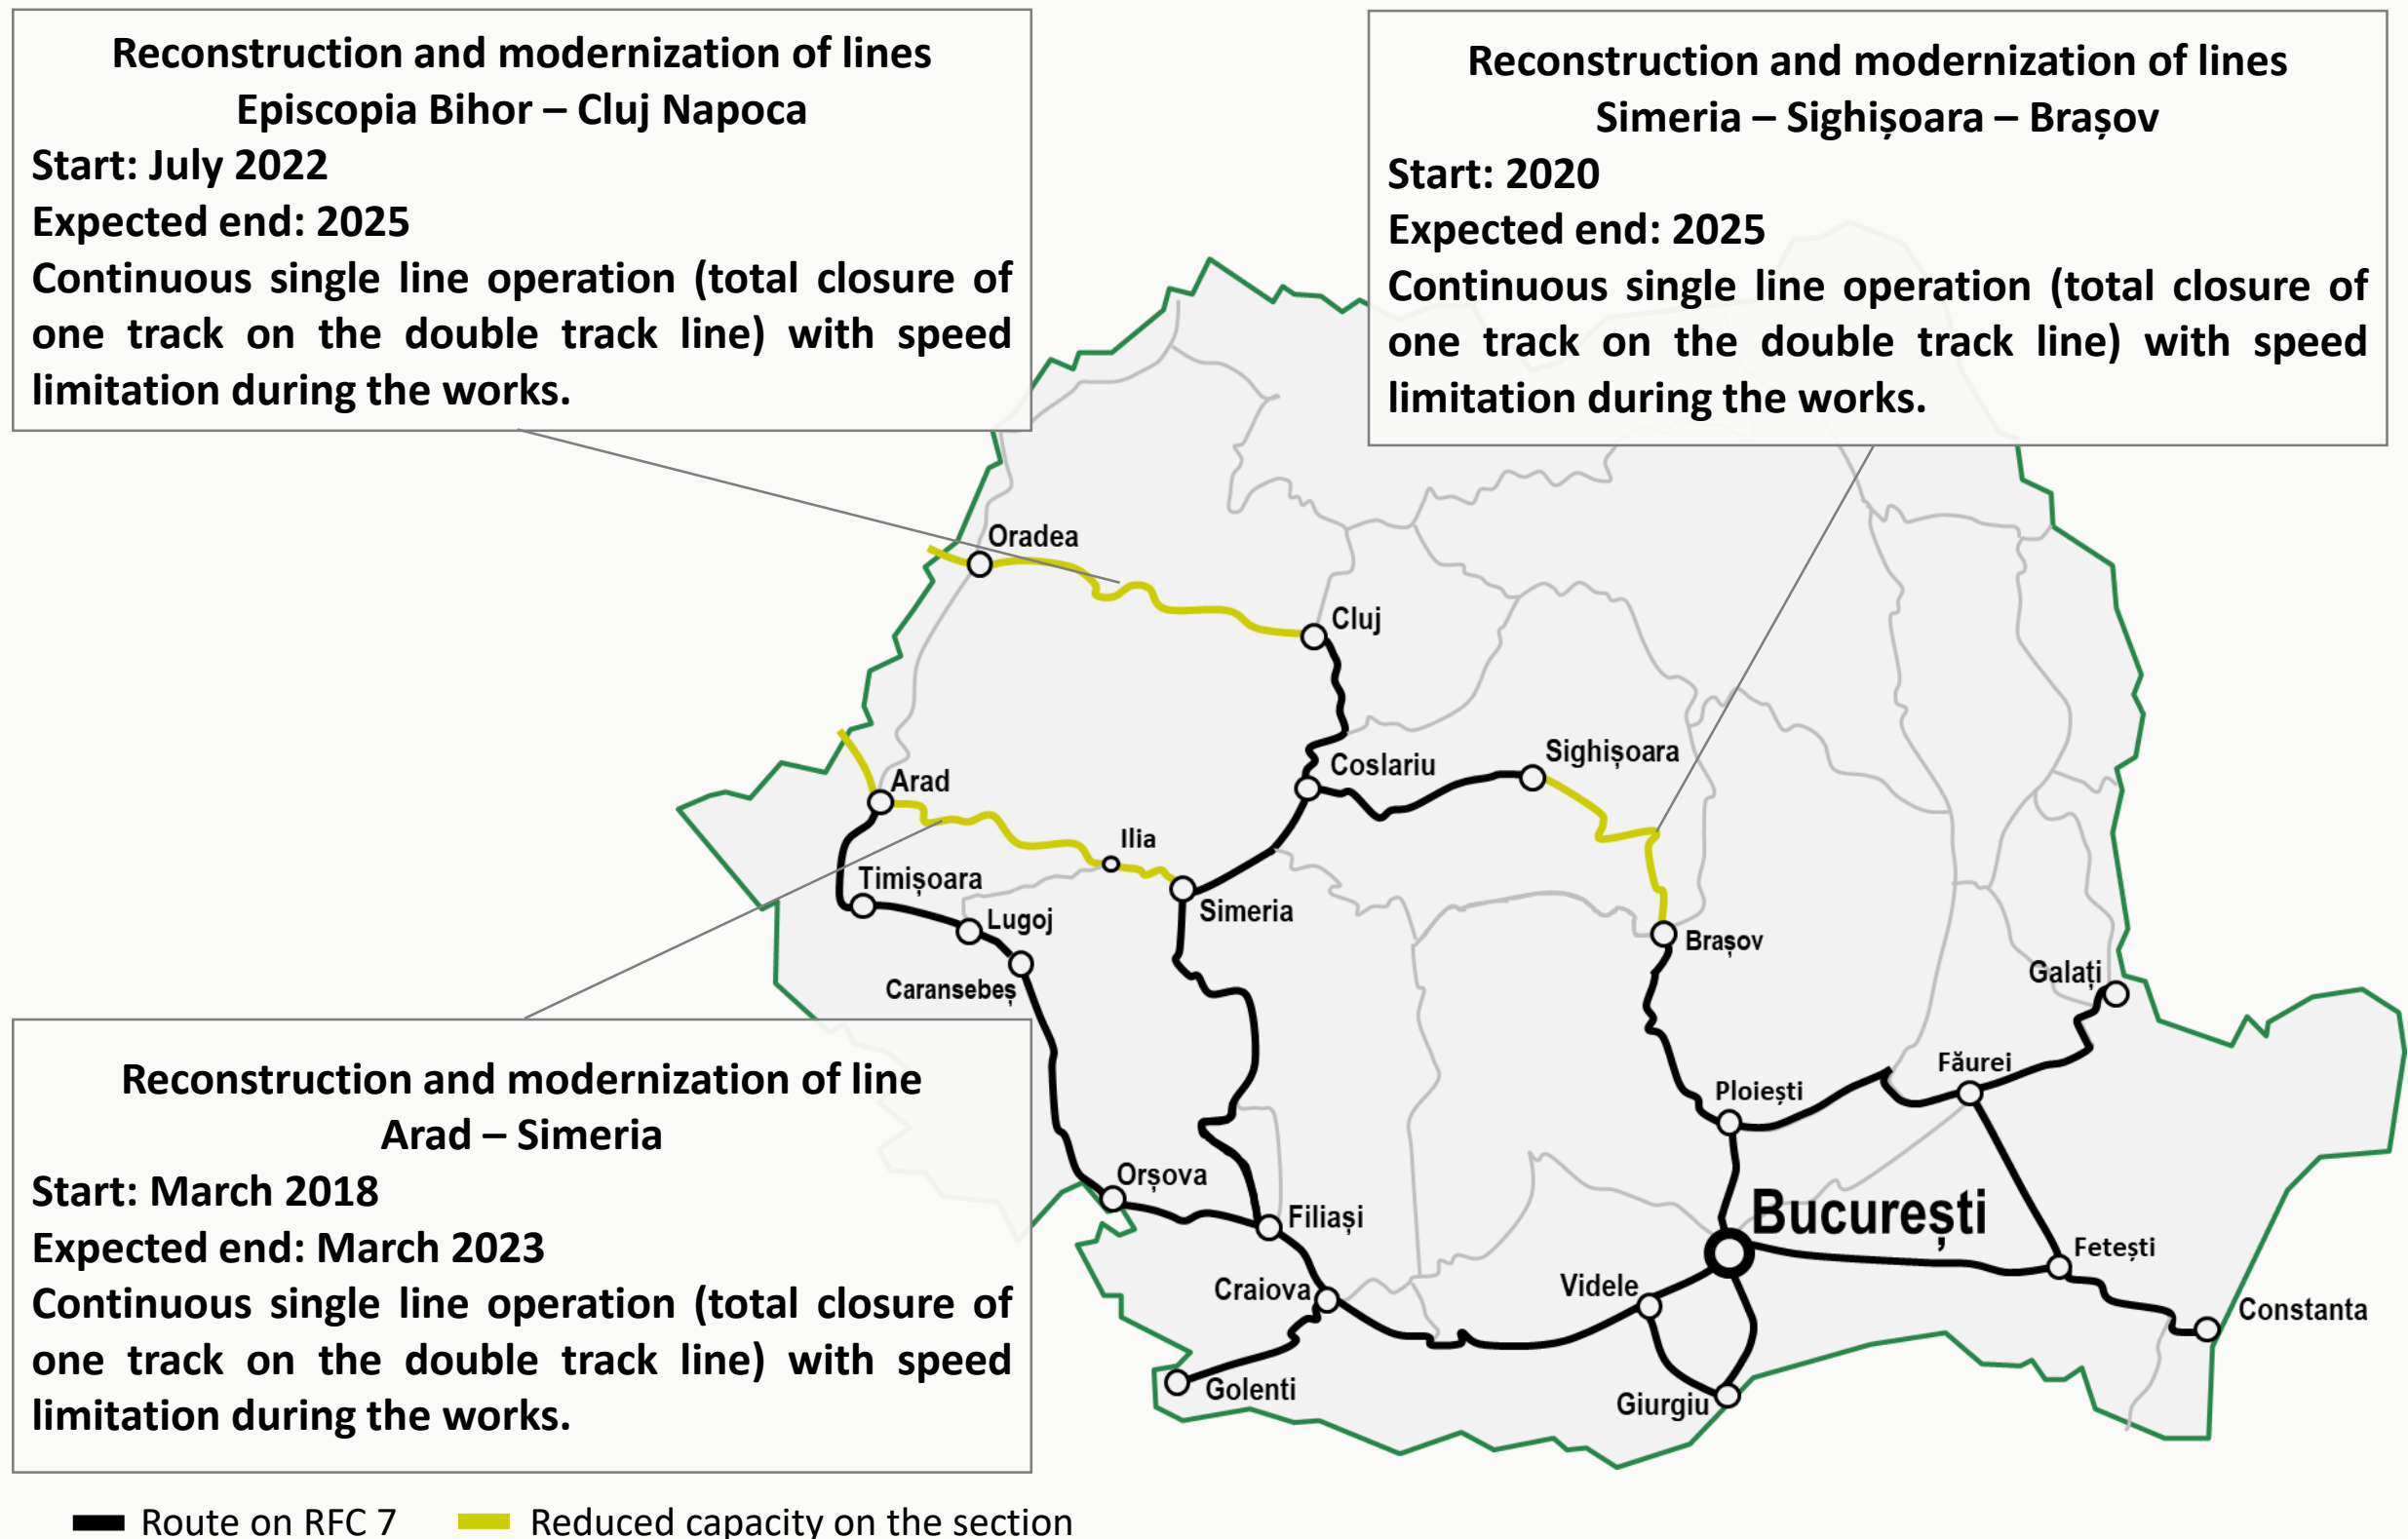 Reconstruction and modernization of lines
Episcopia Bihor – Cluj Napoca
Start: July 2022
Expected end: 2025
Continuous single line operation (total closure of
one track on the double track line) with speed
limitation during the works.
Reconstruction and modernization of lines
Simeria – Sighișoara – Brașov
Start: 2020
Expected end: 2025
Continuous single line operation (total closure of
one track on the double track line) with speed
limitation during the works.
Oradea
Cluj
Sighișoara
Coslariu
Arad
Ilia
Timișoara
Lugoj
Simeria
Brașov
Caransebeș
Galați
Făurei
Ploiești
Orșova
Filiași
București
Fetești
Craiova
Videle
Constanta
Golenti
Giurgiu
Reconstruction and modernization of line
Arad – Simeria
Start: March 2018
Expected end: March 2023
Continuous single line operation (total closure of
one track on the double track line) with speed
limitation during the works.
Route on RFC 7
Reduced capacity on the section